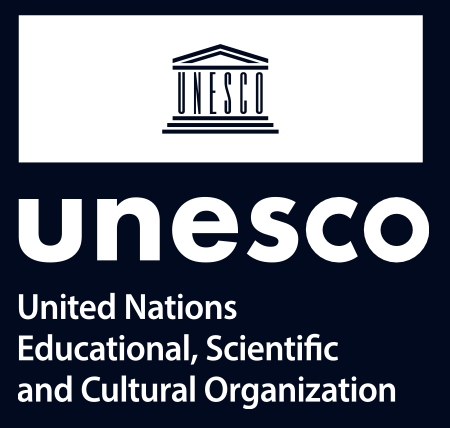 UNESCO
unesco
United Nations
Educational, Scientific
and Cultural Organization